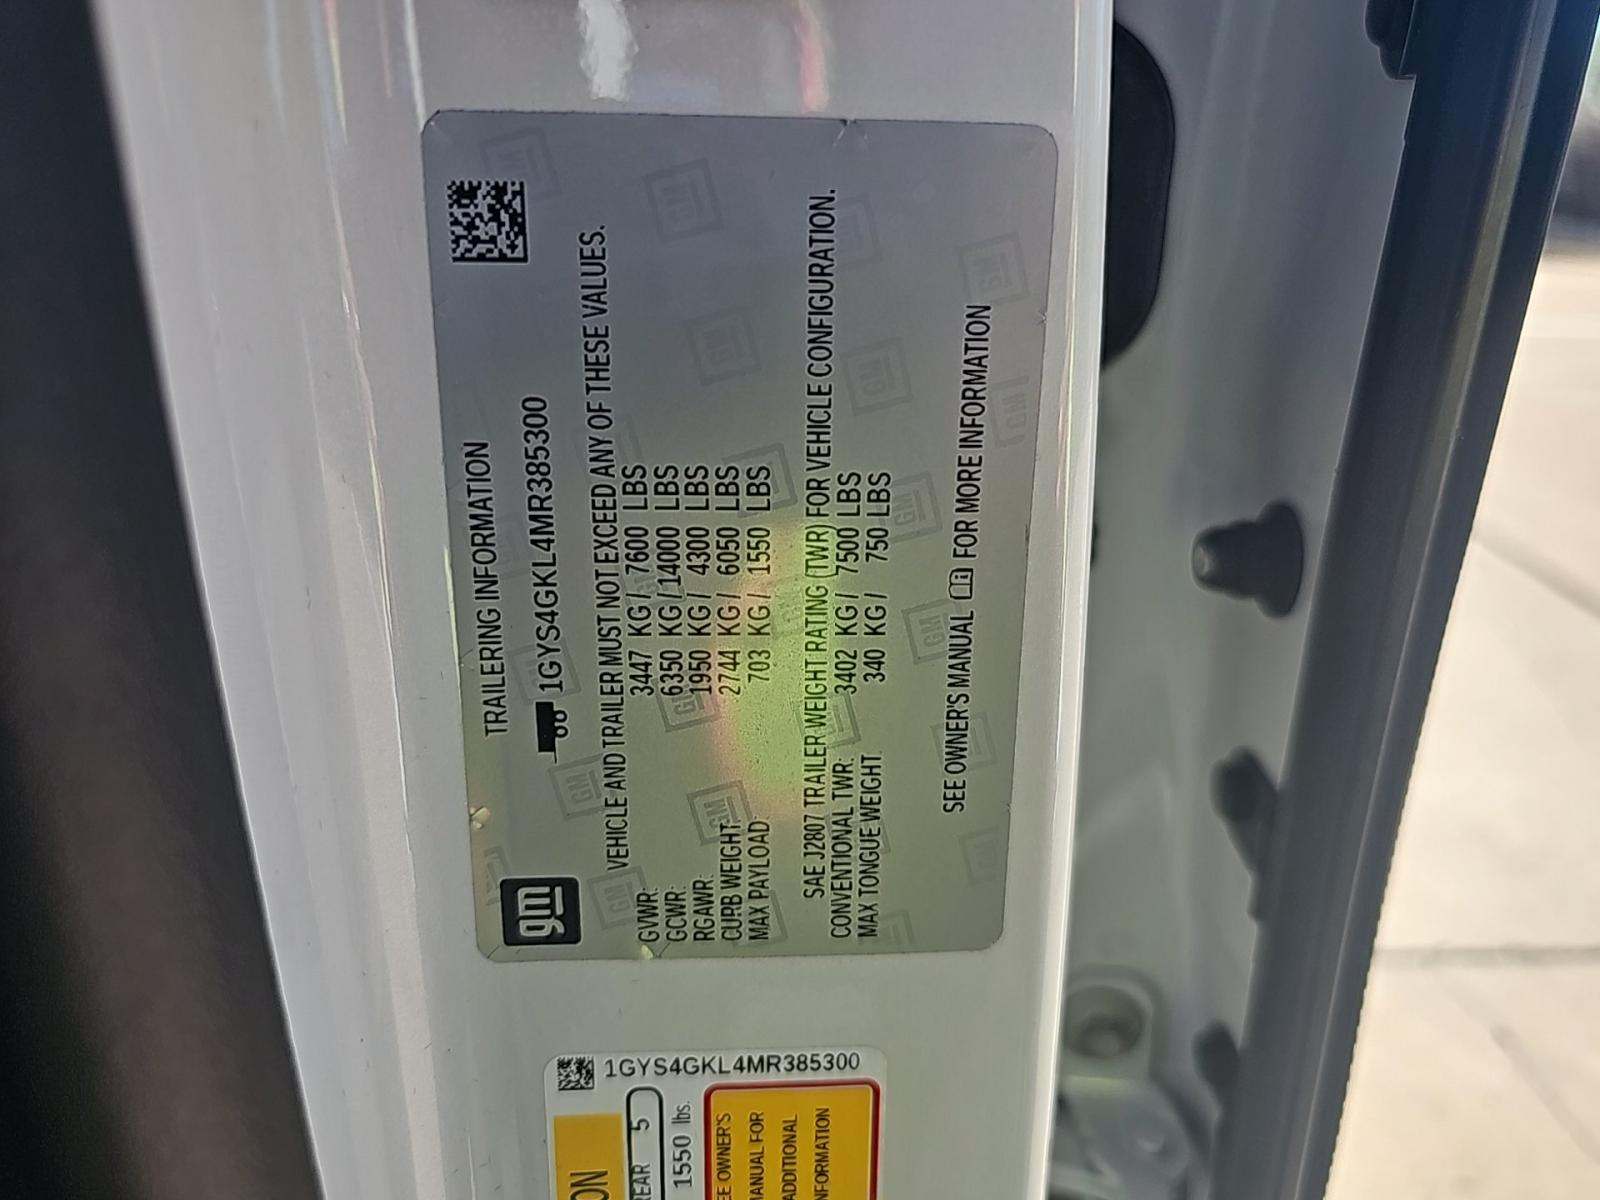 gm
TRAILERING INFORMATION
1GYS4GKL4MR385300
VEHICLE AND TRAILER MUST NOT EXCEED ANY OF THESE VALUES.
GVWR: 3447 KG / 7600 LBS
GCWR: 6350 KG / 14000 LBS
RGAWR: 1950 KG / 4300 LBS
CURB WEIGHT: 2744 KG / 6050 LBS
MAX PAYLOAD: 703 KG / 1550 LBS
SAE J2807 TRAILER WEIGHT RATING (TWR) FOR VEHICLE CONFIGURATION.
CONVENTIONAL TWR: 3402 KG / 7500 LBS
MAX TONGUE WEIGHT: 340 KG / 750 LBS
SEE OWNER'S MANUAL FOR MORE INFORMATION
1GYS4GKL4MR385300
5
1550 lbs.
OWNER'S
FOR
ADDITIONAL